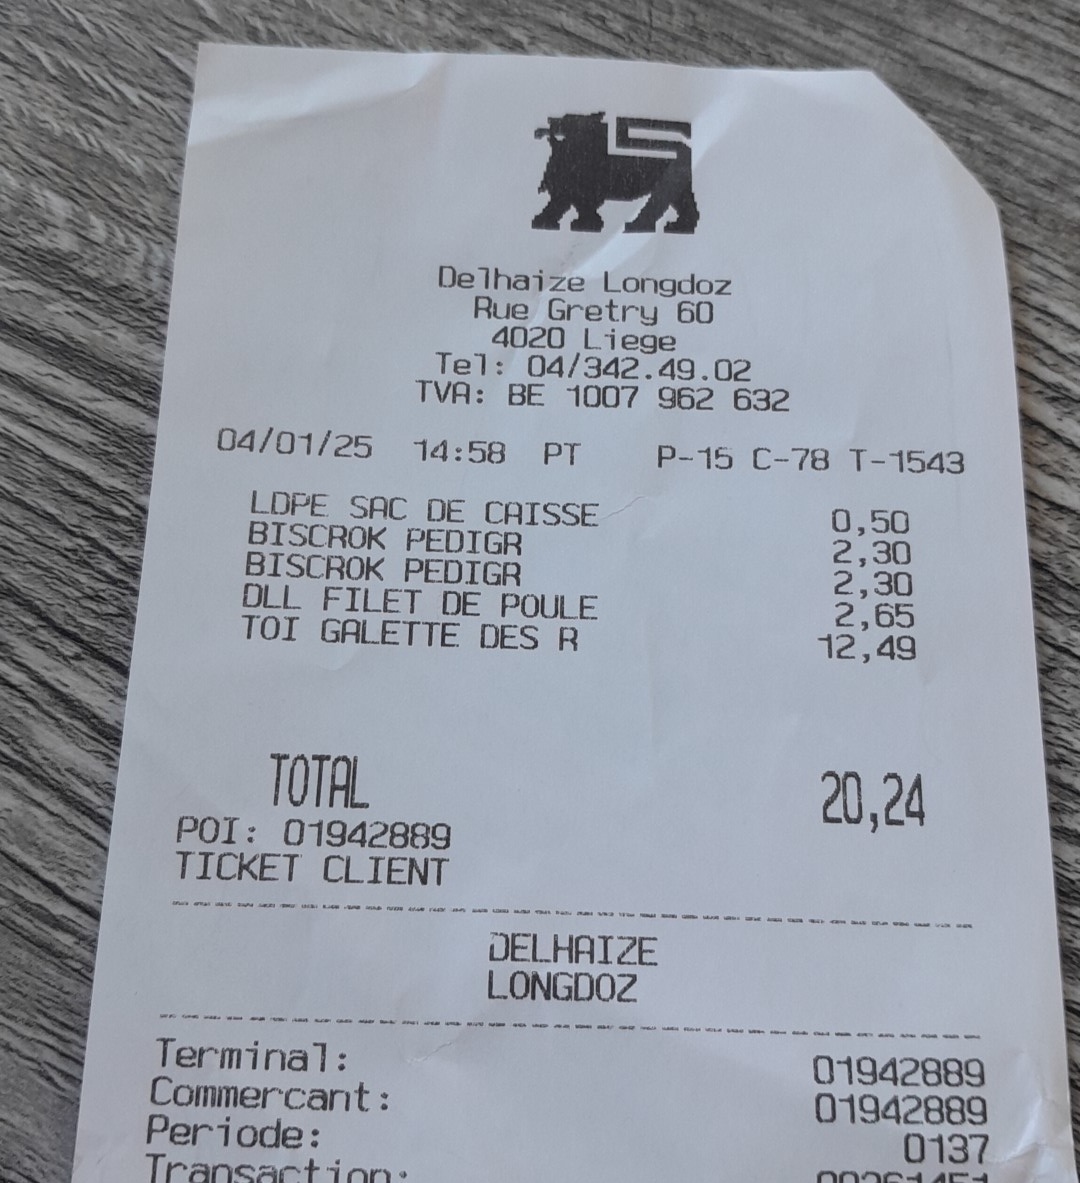 Delhaize Longdoz
Rue Gretry 60
4020 Liege
Tel: 04/342.49.02
TVA: BE 1007 962 632
04/01/25 14:58 PT P-15 C-78 T-1543
LDPE SAC DE CAISSE 0,50
BISCROK PEDIGR 2,30
BISCROK PEDIGR 2,30
DLL FILET DE POULE 2,65
TOI GALETTE DES R 12,49
TOTAL 20,24
POI: 01942889
TICKET CLIENT
DELHAIZE
LONGDOZ
Terminal: 01942889
Commercant: 01942889
Periode: 0137
Transaction: